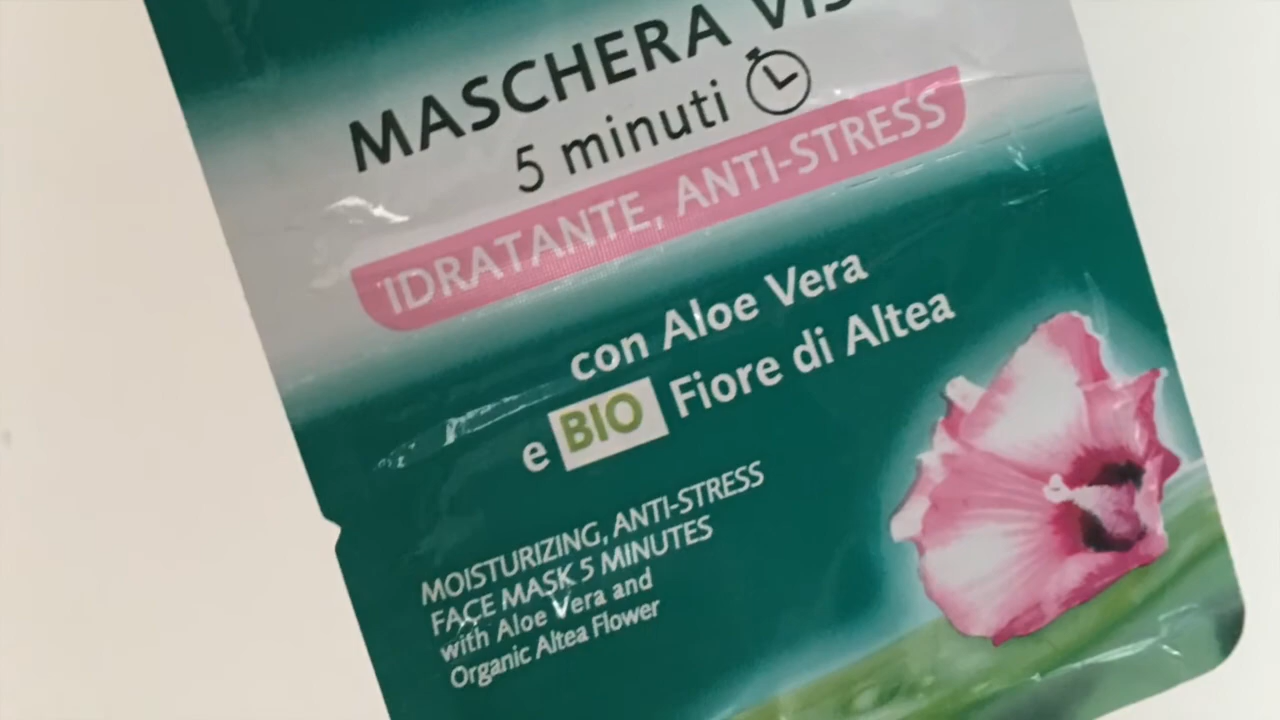 MASCHERA
5 minuti
IDRATANTE, ANTI-STRESS
con Aloe Vera
e BIO Fiore di Altea
MOISTURIZING, ANTI-STRESS
FACE MASK 5 MINUTES
with Aloe Vera and
Organic Altea Flower